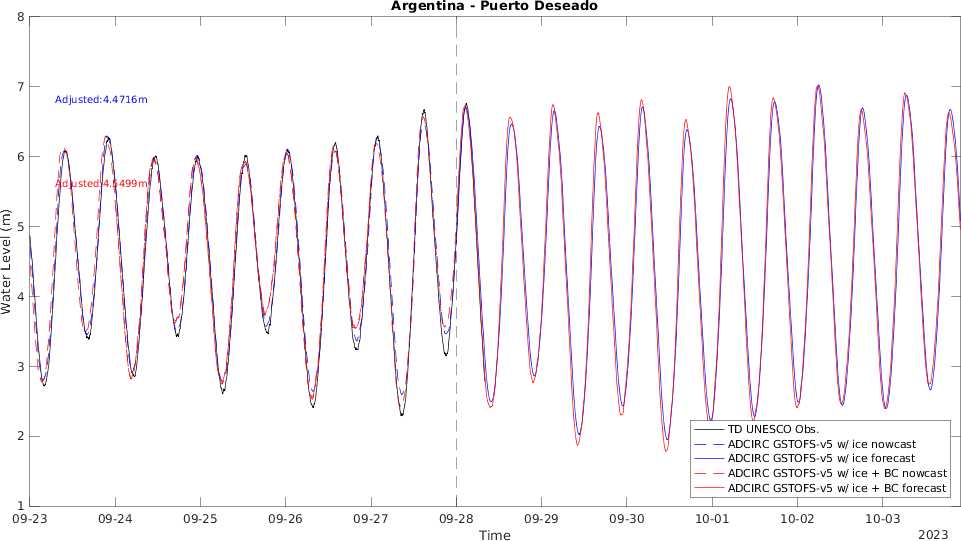 Argentina - Puerto Deseado
8
7
6
5
4
3
2
1
Water Level (m)
Adjusted:4.4716m
Adjusted:4.5499m
TD UNESCO Obs.
ADCIRC GSTOFS-v5 w/ ice nowcast
ADCIRC GSTOFS-v5 w/ ice forecast
ADCIRC GSTOFS-v5 w/ ice + BC nowcast
ADCIRC GSTOFS-v5 w/ ice + BC forecast
09-23 09-24 09-25 09-26 09-27 09-28 09-29 09-30 10-01 10-02 10-03
Time
2023